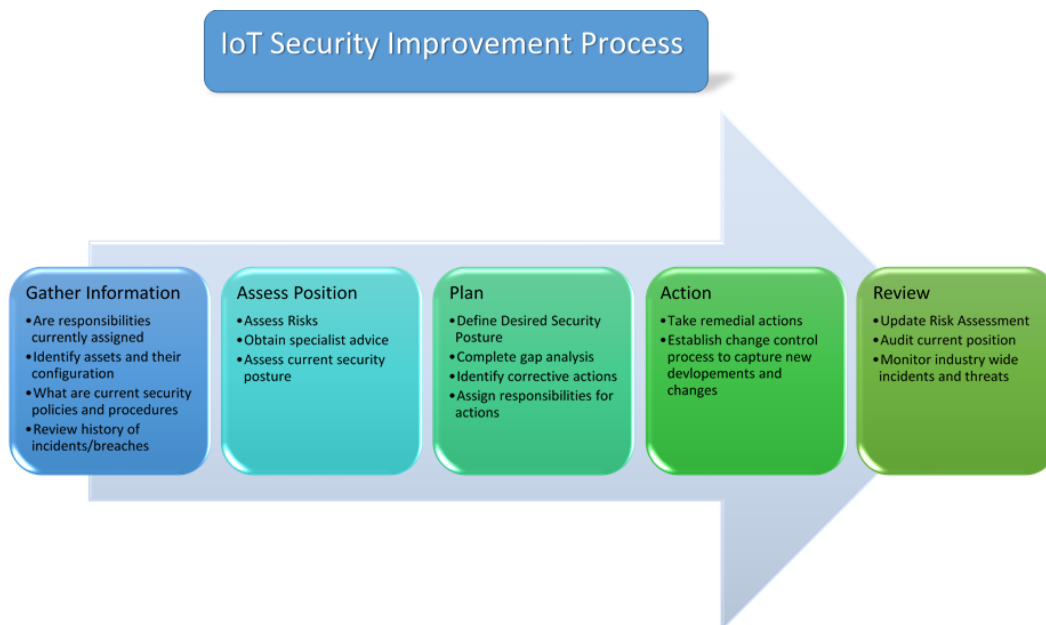 IoT Security Improvement Process
Gather Information
•Are responsibilities
currently assigned
•Identify assets and their
configuration
•What are current security
policies and procedures
•Review history of
incidents/breaches
Assess Position
•Assess Risks
•Obtain specialist advice
•Assess current security
posture
Plan
•Define Desired Security
Posture
•Complete gap analysis
•Identify corrective actions
•Assign responsibilities for
actions
Action
•Take remedial actions
•Establish change control
process to capture new
devlopements and
changes
Review
•Update Risk Assessment
•Audit current position
•Monitor industry wide
incidents and threats